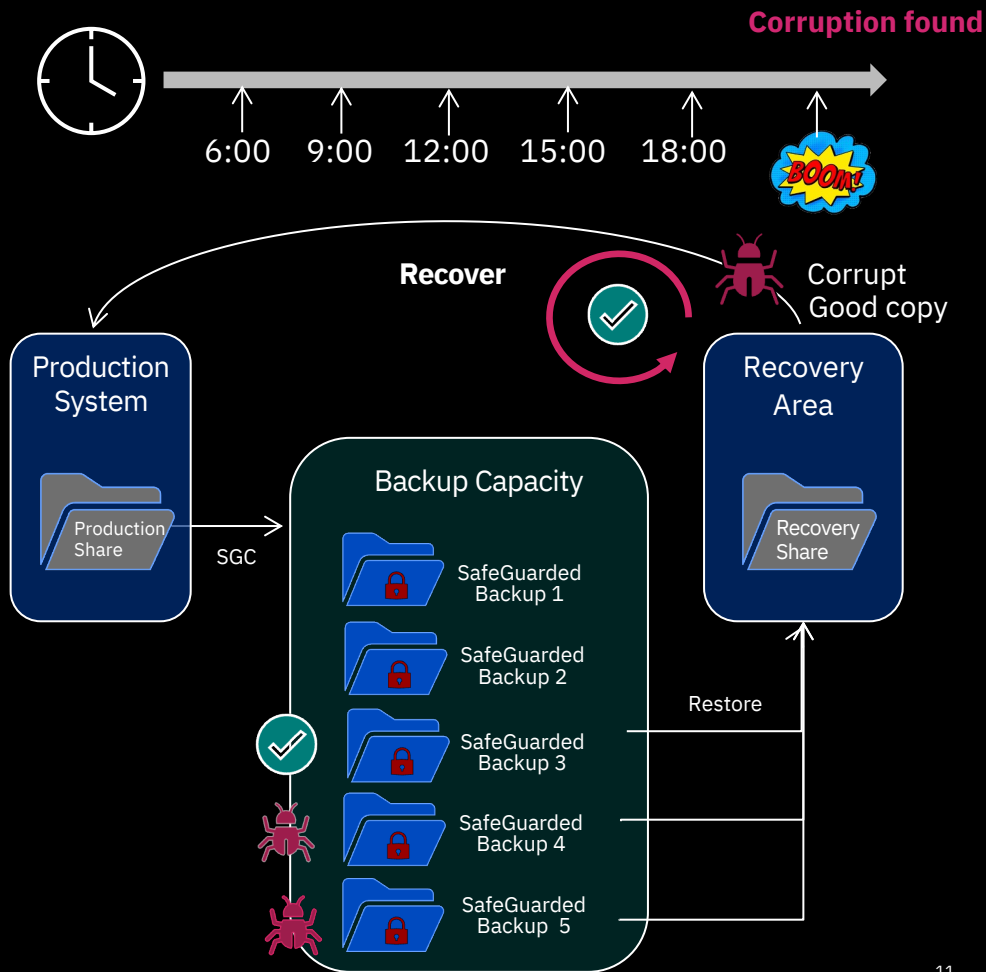 Corruption found
6:00 9:00 12:00 15:00 18:00
BOOM!
Recover
Corrupt
Good copy
Production
System
Production
Share
SGC
Backup Capacity
SafeGuarded
Backup 1
SafeGuarded
Backup 2
SafeGuarded
Backup 3
SafeGuarded
Backup 4
SafeGuarded
Backup 5
Restore
Recovery
Area
Recovery
Share
11